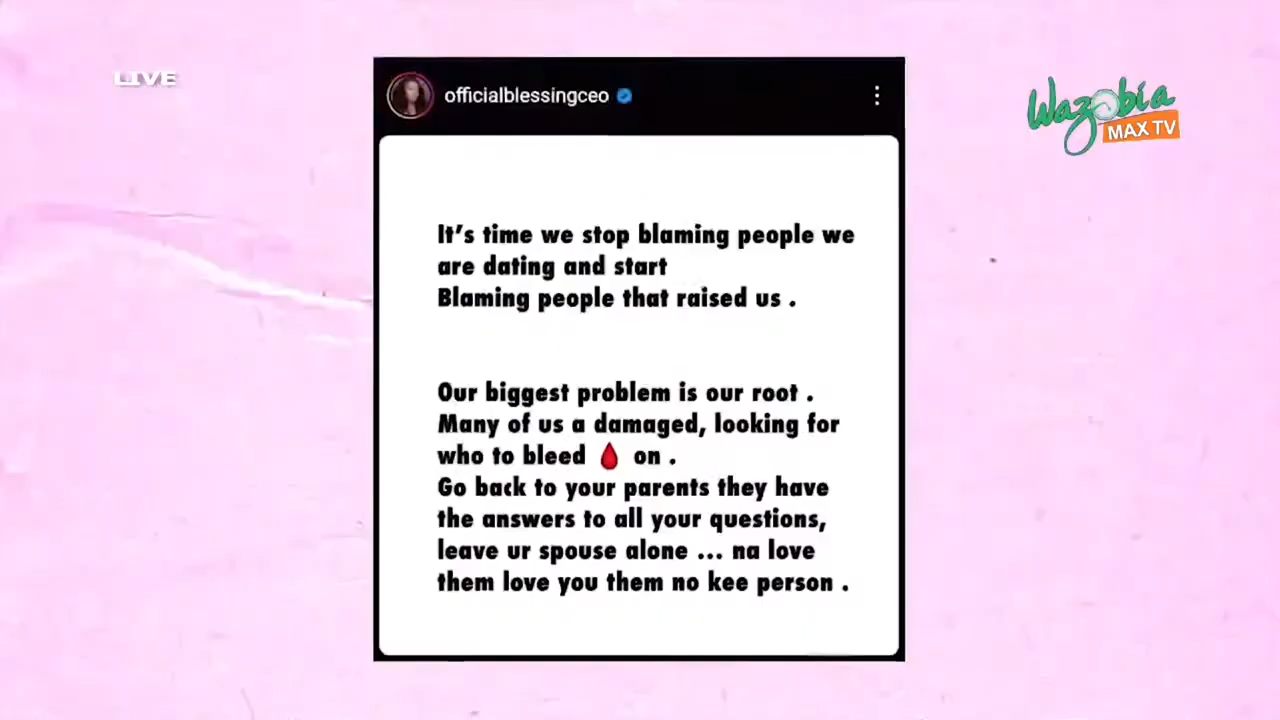 LIVE
officialblessingceo
Wazobia
MAX TV
It's time we stop blaming people we
are dating and start
Blaming people that raised us .
Our biggest problem is our root .
Many of us a damaged, looking for
who to bleed 🩸 on .
Go back to your parents they have
the answers to all your questions,
leave ur spouse alone ... na love
them love you them no kee person .